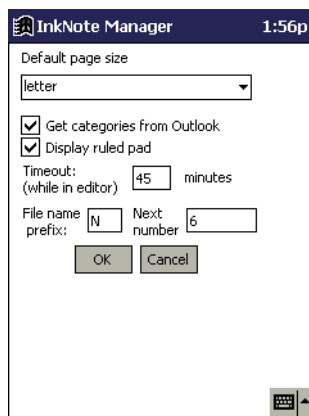 InkNote Manager 1:56p
Default page size
letter
Get categories from Outlook
Display ruled pad
Timeout:
(while in editor) 45 minutes
File name prefix: N Next number 6
OK Cancel